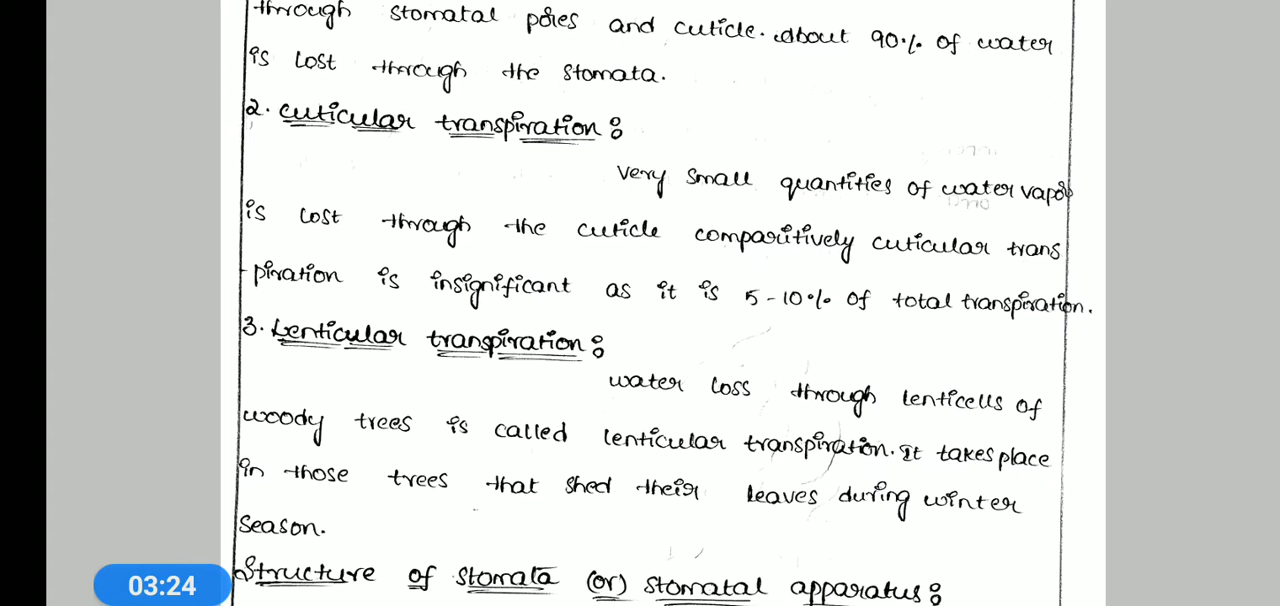 through stomatal pores and cuticle. about 90% of water
is lost through the stomata.
2. cuticular transpiration :
very small quantities of water vapo
is lost through the cuticle comparitively cuticular trans
-piration is insignificant as it is 5-10% of total transpiration.
3. Lenticular transpiration :
water loss through lenticells of
woody trees is called lenticular transpiration. It takes place
in those trees that shed their leaves during winter
season.
Structure of stomata (or) stomatal apparatus :
03:24